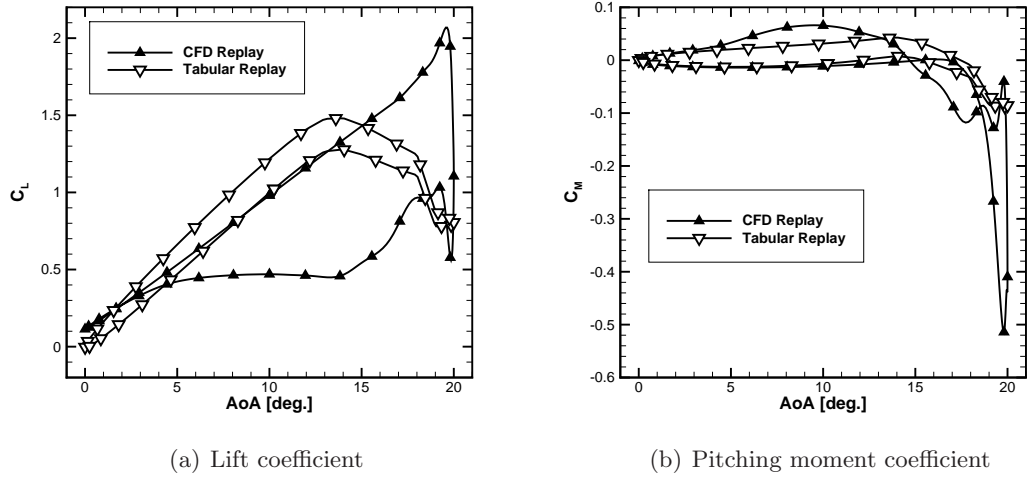 C_L
2
1.5
1
0.5
0
0 5 10 15 20
AoA [deg.]
CFD Replay
Tabular Replay
(a) Lift coefficient
C_M
0.1
0
-0.1
-0.2
-0.3
-0.4
-0.5
-0.6
0 5 10 15 20
AoA [deg.]
CFD Replay
Tabular Replay
(b) Pitching moment coefficient